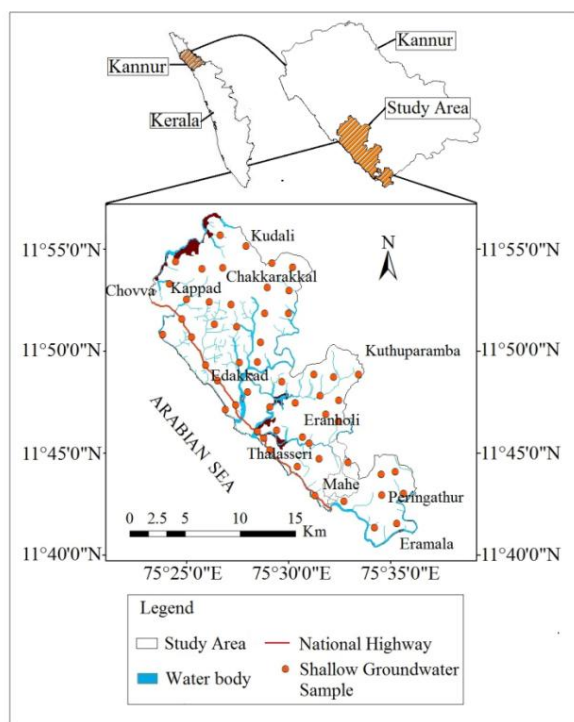 Kannur
Kannur
Study Area
Kerala
11°55'0"N
11°55'0"N
Kudali
N
Chakkarakkal
Chovva
Kappad
11°50'0"N
11°50'0"N
Kuthuparamba
Edakkad
ARABIAN SEA
Eranholi
11°45'0"N
11°45'0"N
Thalasseri
Mahe
Peringathur
0 2.5 5 10 15
Km
Eramala
11°40'0"N
11°40'0"N
75°25'0"E 75°30'0"E 75°35'0"E
Legend
Study Area
National Highway
Water body
Shallow Groundwater
Sample